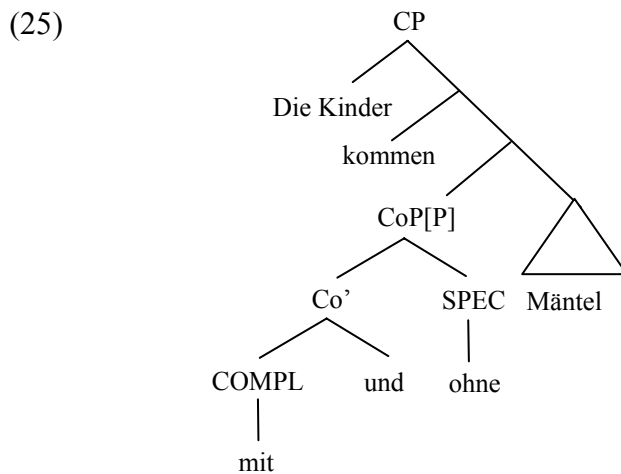 (25)
CP
Die Kinder
kommen
CoP[P]
Co’ SPEC Mäntel
COMPL und ohne
mit